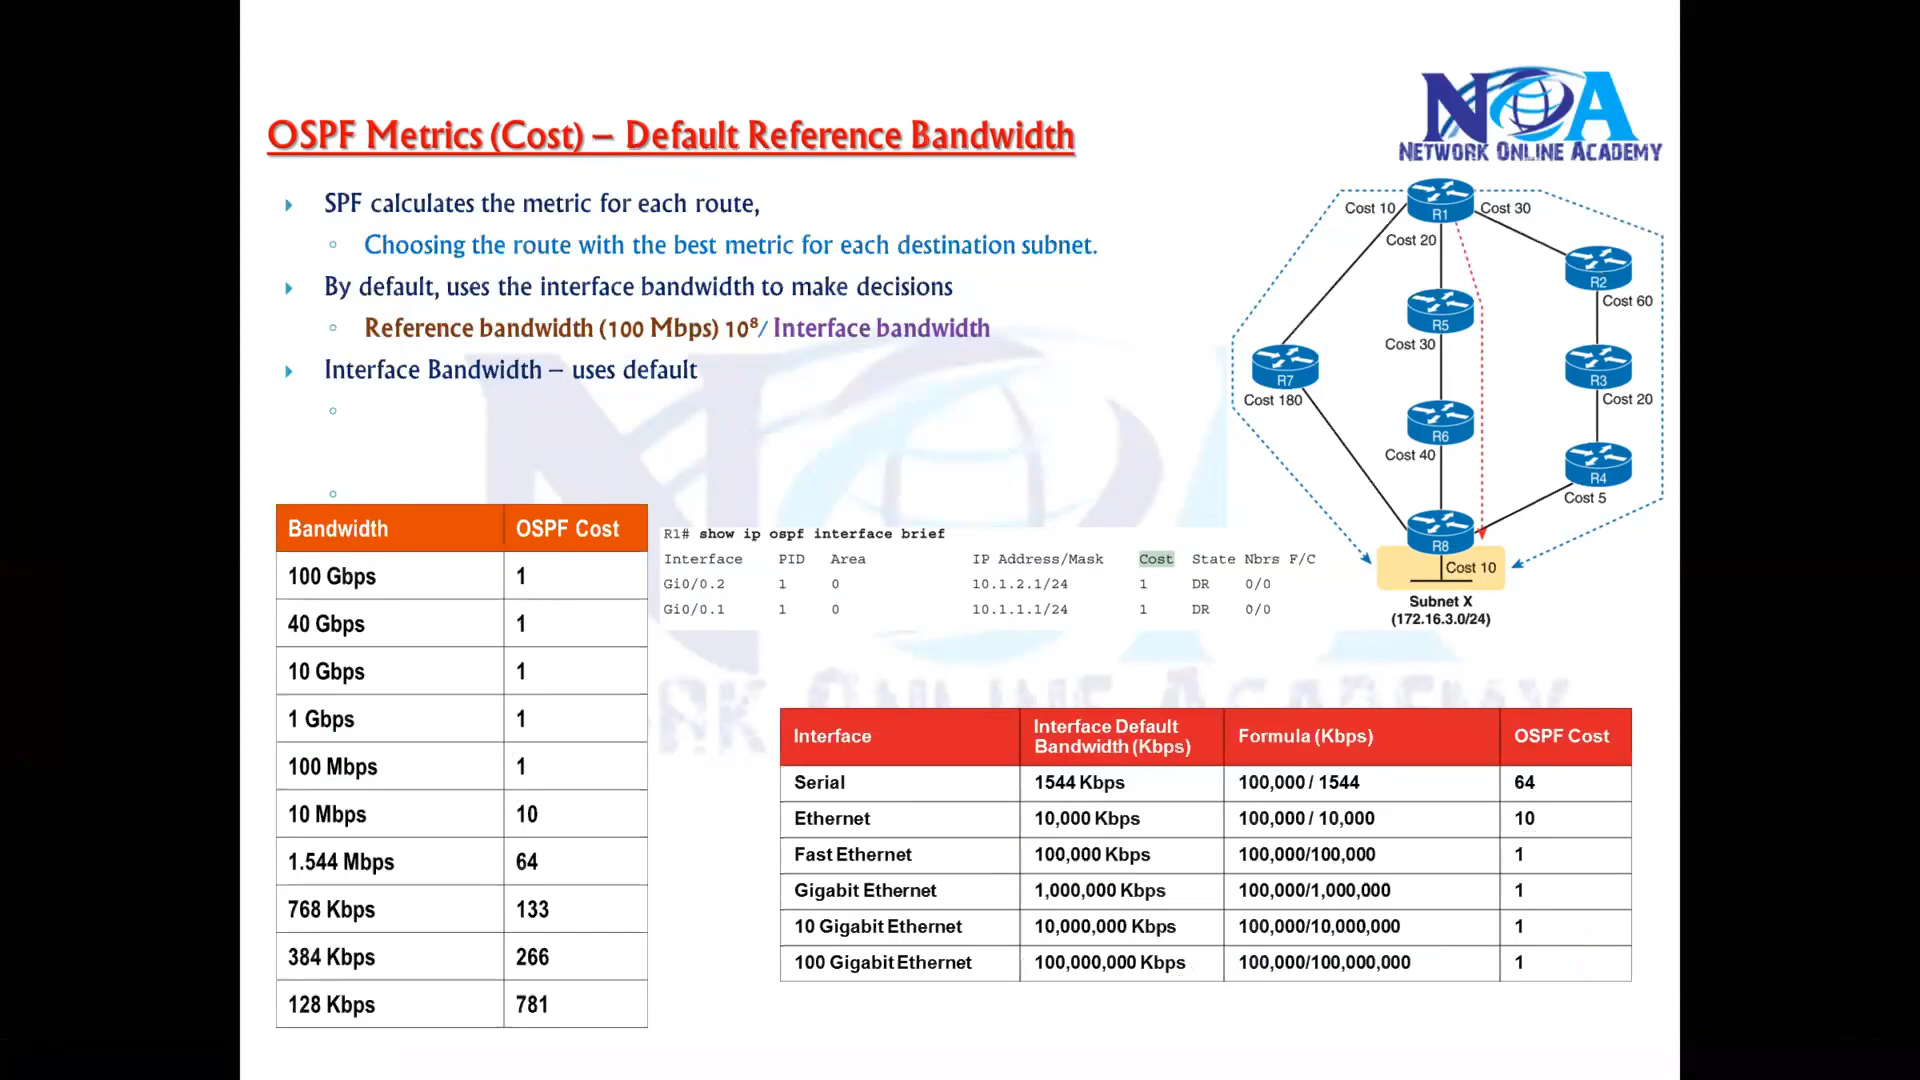 NOA
NETWORK ONLINE ACADEMY
OSPF Metrics (Cost) – Default Reference Bandwidth
SPF calculates the metric for each route,
Choosing the route with the best metric for each destination subnet.
By default, uses the interface bandwidth to make decisions
Reference bandwidth (100 Mbps) 10⁸/ Interface bandwidth
Interface Bandwidth – uses default
Cost 10 R1 Cost 30
Cost 20
R2
Cost 60
R5
Cost 30
R7
Cost 180
R3
Cost 20
R6
Cost 40
R4
Cost 5
R8
Cost 10
Subnet X
(172.16.3.0/24)
Bandwidth OSPF Cost
100 Gbps 1
40 Gbps 1
10 Gbps 1
1 Gbps 1
100 Mbps 1
10 Mbps 10
1.544 Mbps 64
768 Kbps 133
384 Kbps 266
128 Kbps 781
R1# show ip ospf interface brief
Interface PID Area IP Address/Mask Cost State Nbrs F/C
Gi0/0.2 1 0 10.1.2.1/24 1 DR 0/0
Gi0/0.1 1 0 10.1.1.1/24 1 DR 0/0
Interface Interface Default Bandwidth (Kbps) Formula (Kbps) OSPF Cost
Serial 1544 Kbps 100,000 / 1544 64
Ethernet 10,000 Kbps 100,000 / 10,000 10
Fast Ethernet 100,000 Kbps 100,000/100,000 1
Gigabit Ethernet 1,000,000 Kbps 100,000/1,000,000 1
10 Gigabit Ethernet 10,000,000 Kbps 100,000/10,000,000 1
100 Gigabit Ethernet 100,000,000 Kbps 100,000/100,000,000 1